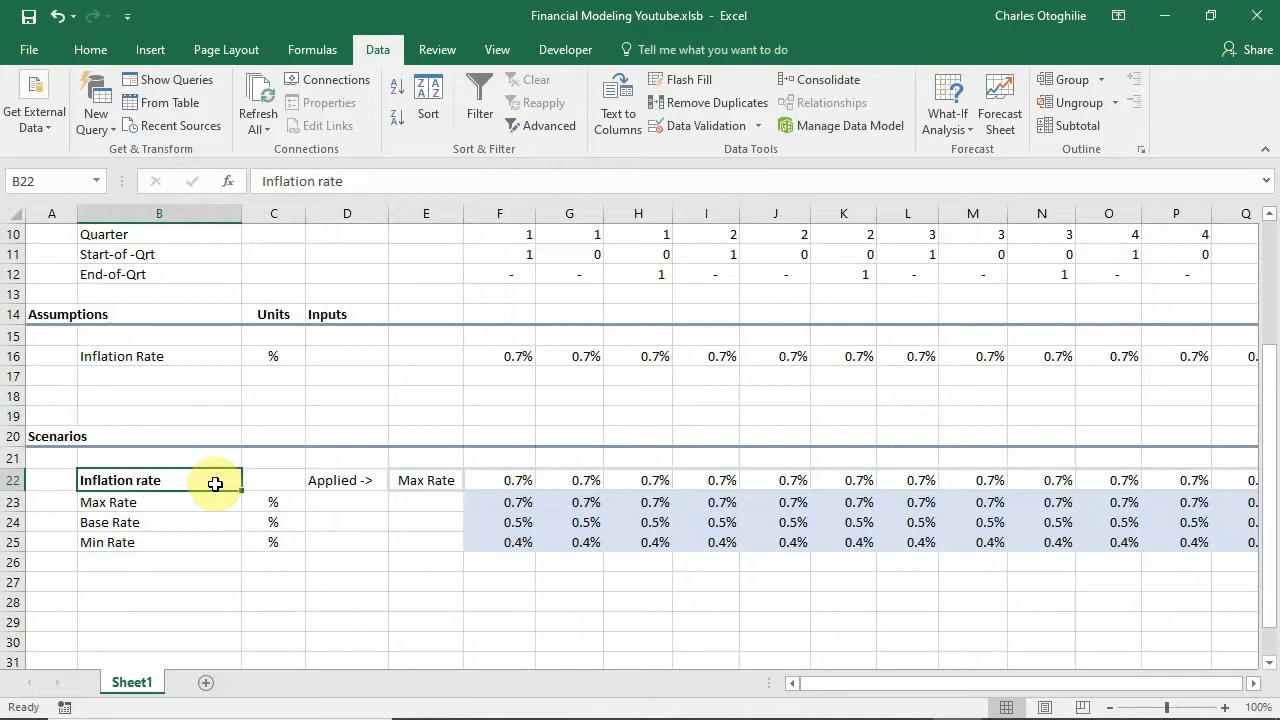 Financial Modeling Youtube.xlsb - Excel
Charles Otoghilie
File Home Insert Page Layout Formulas Data Review View Developer Tell me what you want to do Share
Get External Data
New Query
Show Queries
From Table
Recent Sources
Get & Transform
Refresh All
Connections
Properties
Edit Links
Connections
Sort
Filter
Clear
Reapply
Advanced
Sort & Filter
Text to Columns
Flash Fill
Remove Duplicates
Data Validation
Consolidate
Relationships
Manage Data Model
Data Tools
What-If Analysis
Forecast Sheet
Forecast
Group
Ungroup
Subtotal
Outline
B22 fx Inflation rate
A B C D E F G H I J K L M N O P Q
10 Quarter 1 1 1 2 2 2 3 3 3 4 4
11 Start-of -Qrt 1 0 0 1 0 0 1 0 0 1 0
12 End-of-Qrt - - 1 - - 1 - - 1 - -
13
14 Assumptions Units Inputs
15
16 Inflation Rate % 0.7% 0.7% 0.7% 0.7% 0.7% 0.7% 0.7% 0.7% 0.7% 0.7% 0.7% 0.
17
18
19
20 Scenarios
21
22 Inflation rate Applied -> Max Rate 0.7% 0.7% 0.7% 0.7% 0.7% 0.7% 0.7% 0.7% 0.7% 0.7% 0.7% 0.
23 Max Rate % 0.7% 0.7% 0.7% 0.7% 0.7% 0.7% 0.7% 0.7% 0.7% 0.7% 0.7% 0.
24 Base Rate % 0.5% 0.5% 0.5% 0.5% 0.5% 0.5% 0.5% 0.5% 0.5% 0.5% 0.5% 0.
25 Min Rate % 0.4% 0.4% 0.4% 0.4% 0.4% 0.4% 0.4% 0.4% 0.4% 0.4% 0.4% 0.
26
27
28
29
30
31
Sheet1
Ready 100%